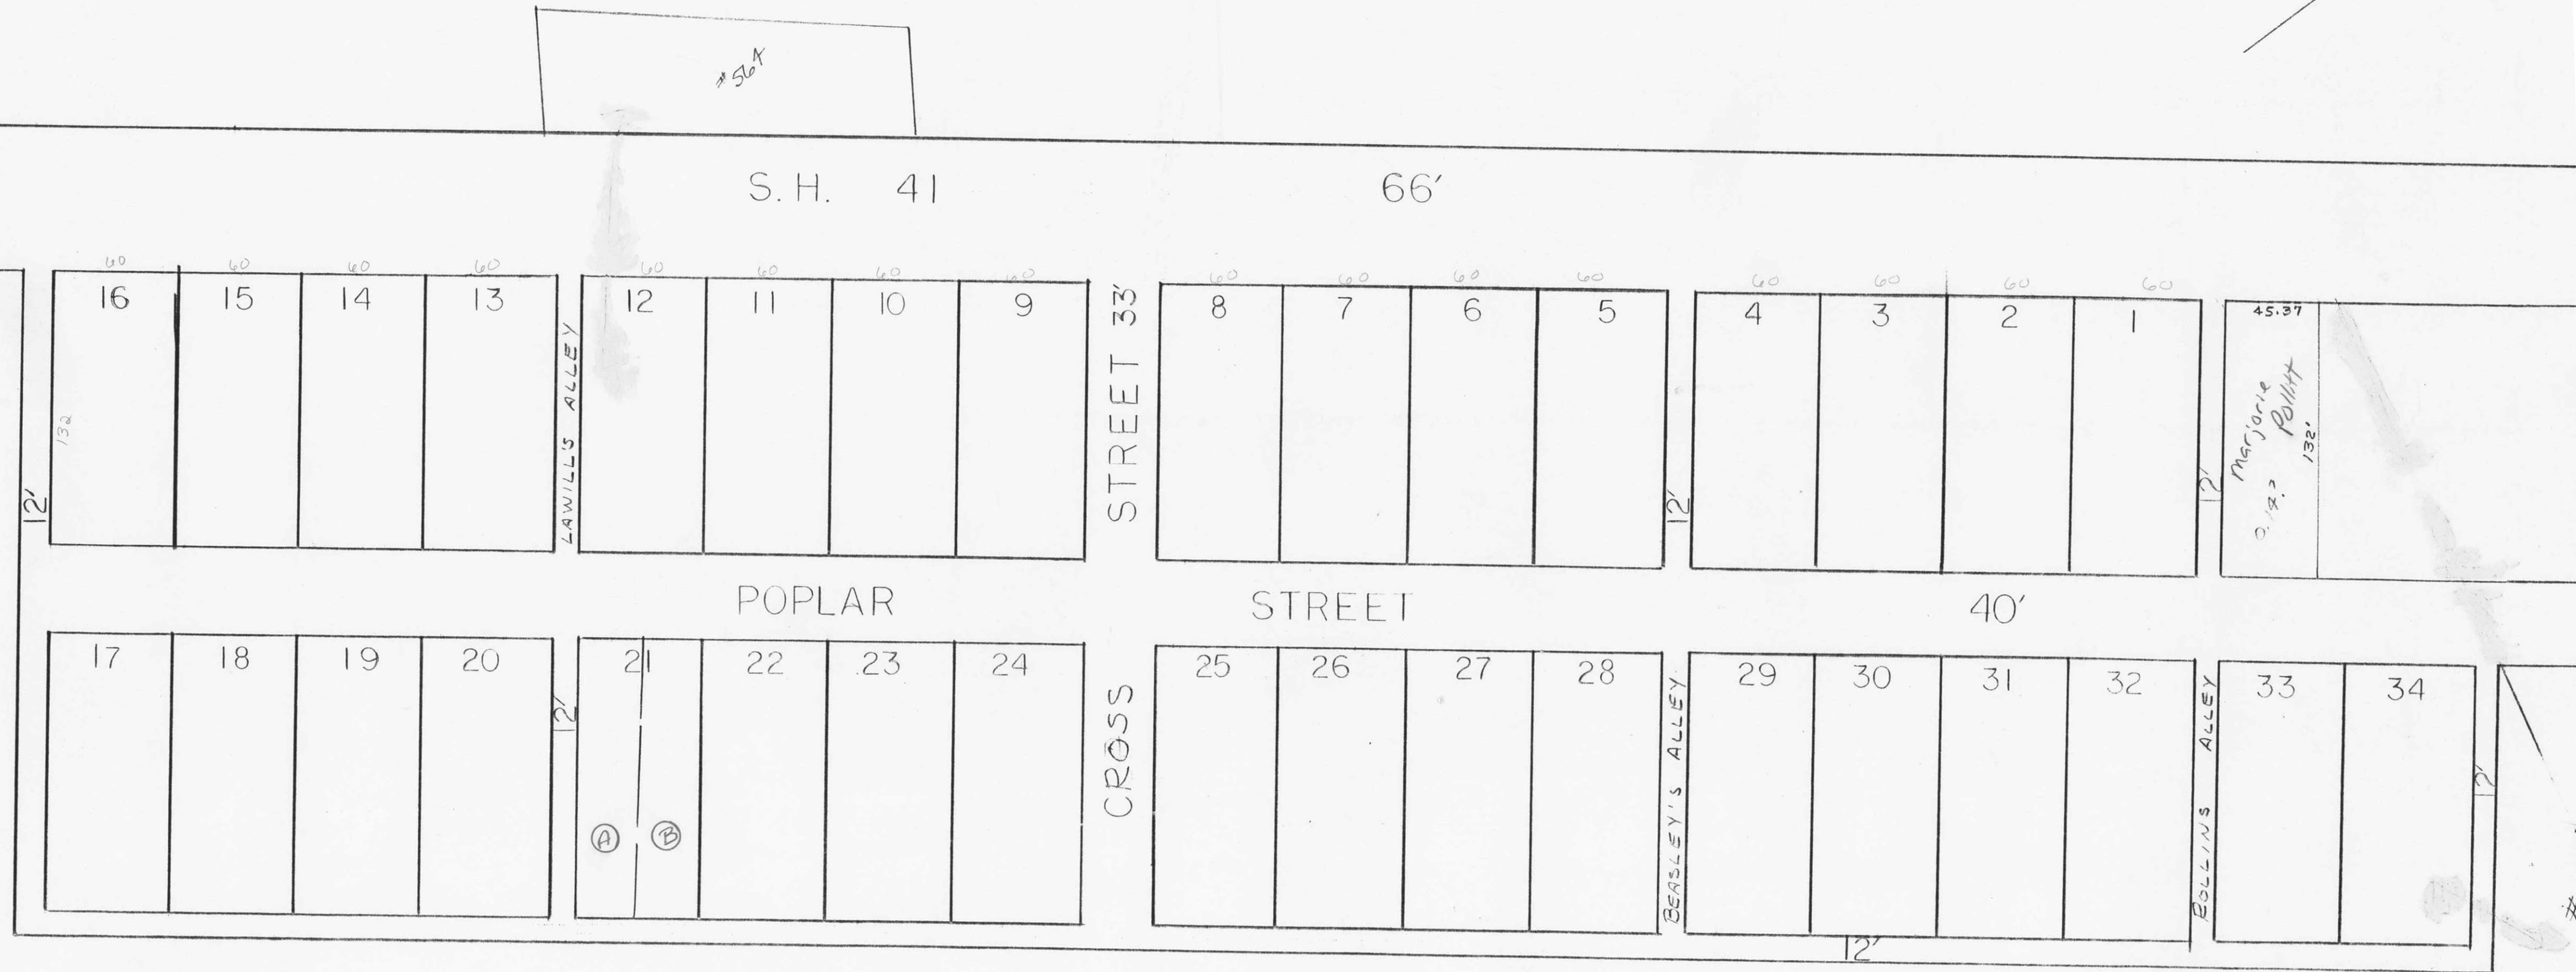 #56A
S.H. 41 66'
60 60 60 60 60 60 60 60 60 60 60 60 60 60 60 60
16 15 14 13 12 11 10 9 8 7 6 5 4 3 2 1
45.37
132
12'
LAWILL'S ALLEY
STREET 33'
12'
12'
Marjorie
Pollitt
132'
POPLAR STREET 40'
17 18 19 20 21 22 23 24 25 26 27 28 29 30 31 32 33 34
12'
A B
CROSS
BEASLEY'S ALLEY
ROLLINS ALLEY
12'
12'
#